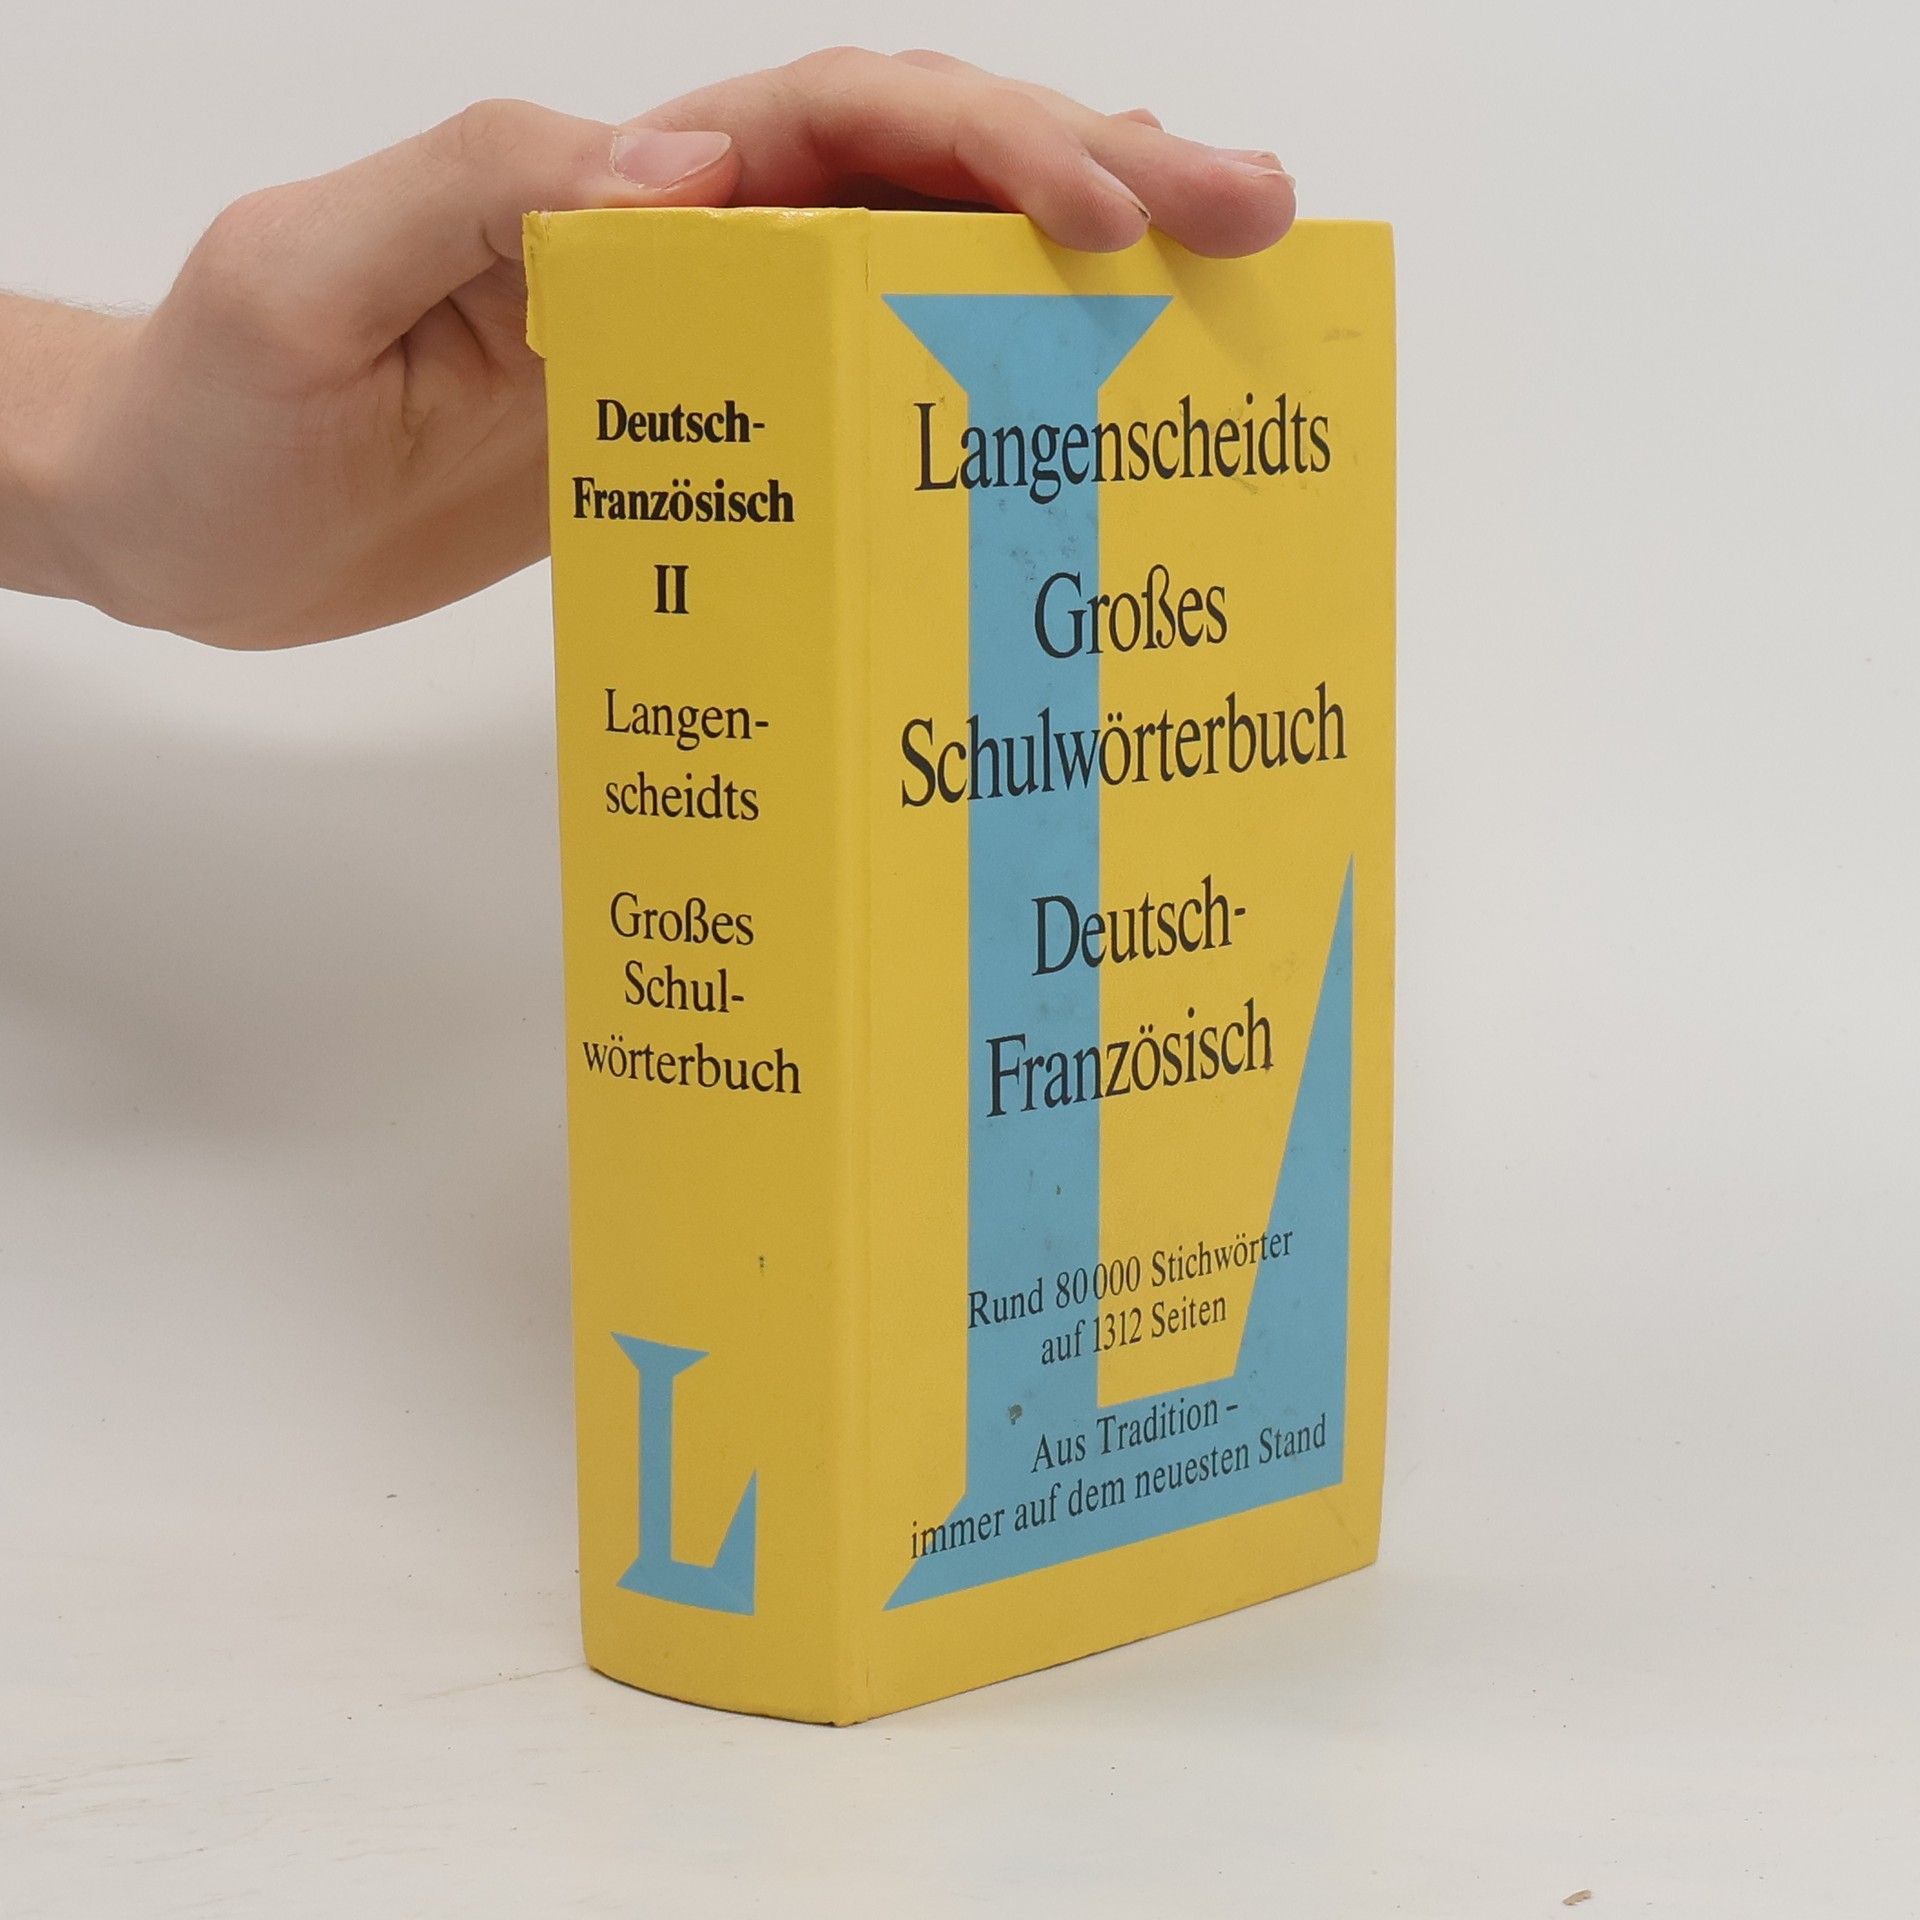 Deutsch-
Französisch
II
Langen-
scheidts
Großes
Schul-
wörterbuch
L
Langenscheidts
Großes
Schulwörterbuch
Deutsch-
Französisch
Rund 80 000 Stichwörter
auf 1312 Seiten
Aus Tradition –
immer auf dem neuesten Stand
L